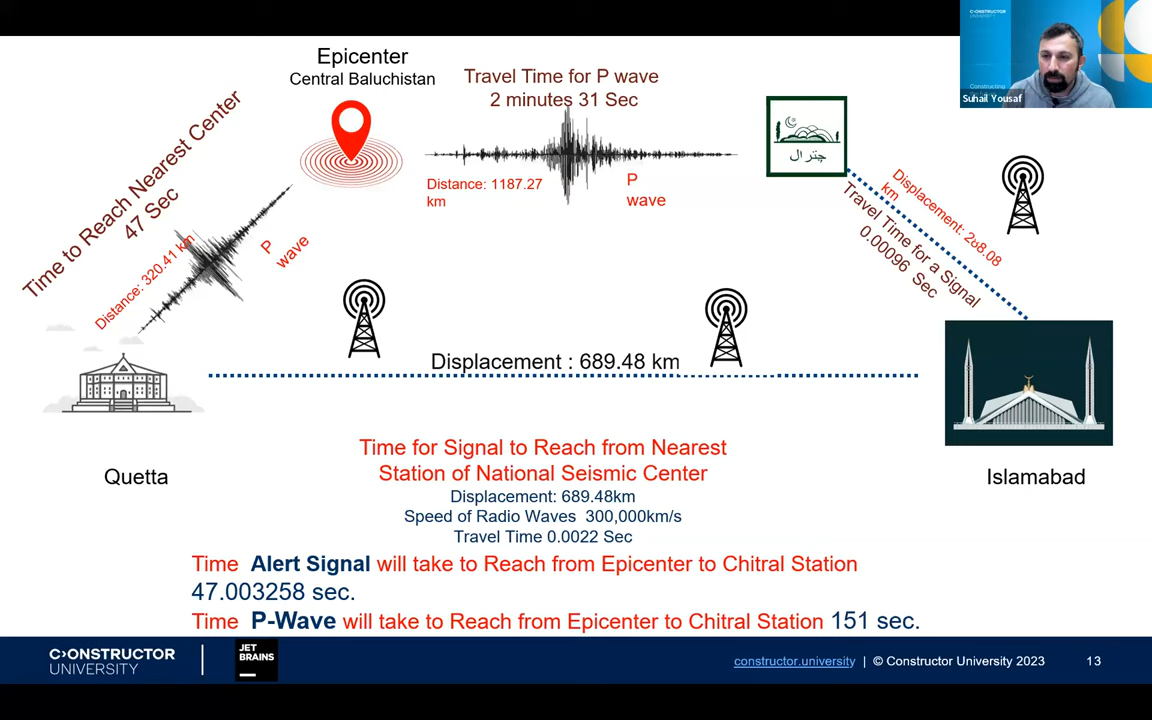 C>ONSTRUCTOR
UNIVERSITY
Constructing
Suhail Yousaf
Epicenter
Central Baluchistan
Travel Time for P wave
2 minutes 31 Sec
Time to Reach Nearest Center
47 Sec
Distance: 320.41 km
P
wave
Distance: 1187.27
km
P
wave
چترال
Displacement: 288.08
km
Travel Time for a Signal
0.00096 Sec
Displacement : 689.48 km
Quetta
Islamabad
Time for Signal to Reach from Nearest
Station of National Seismic Center
Displacement: 689.48km
Speed of Radio Waves 300,000km/s
Travel Time 0.0022 Sec
Time Alert Signal will take to Reach from Epicenter to Chitral Station
47.003258 sec.
Time P-Wave will take to Reach from Epicenter to Chitral Station 151 sec.
C>ONSTRUCTOR
UNIVERSITY
JET
BRAINS
constructor.university | © Constructor University 2023 13